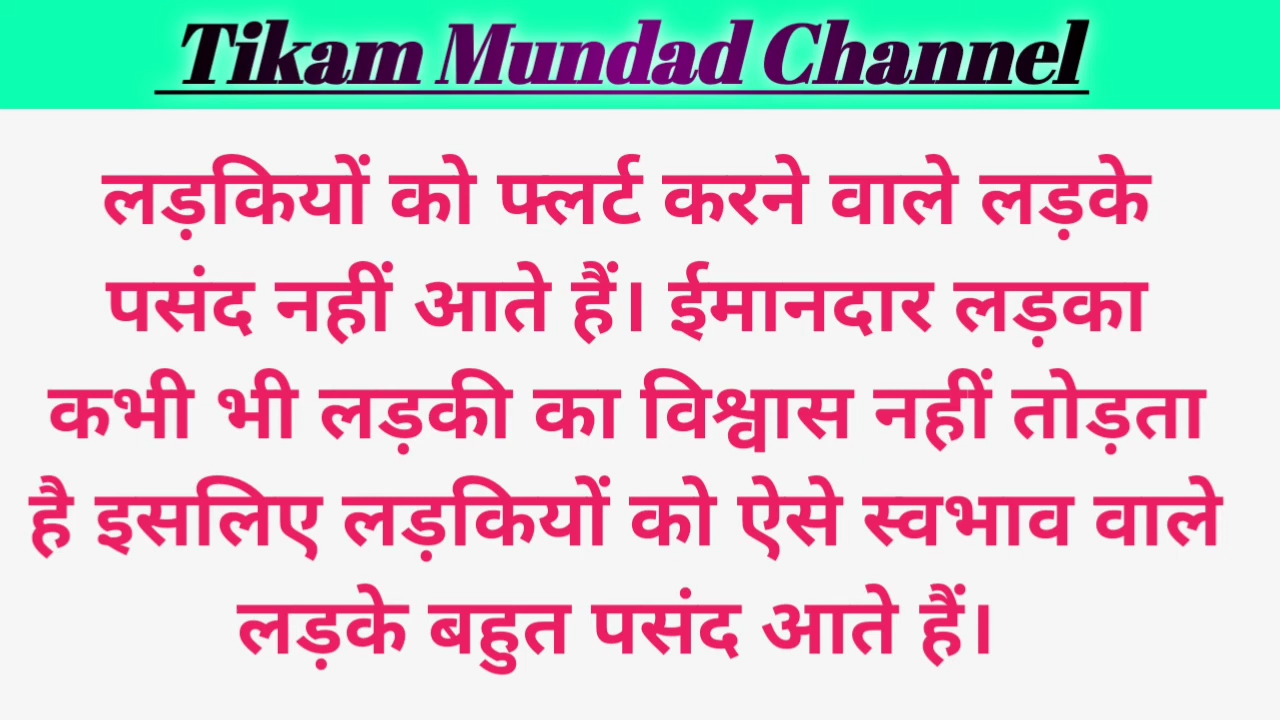 Tikam Mundad Channel
लड़कियों को फ्लर्ट करने वाले लड़के
पसंद नहीं आते हैं। ईमानदार लड़का
कभी भी लड़की का विश्वास नहीं तोड़ता
है इसलिए लड़कियों को ऐसे स्वभाव वाले
लड़के बहुत पसंद आते हैं।